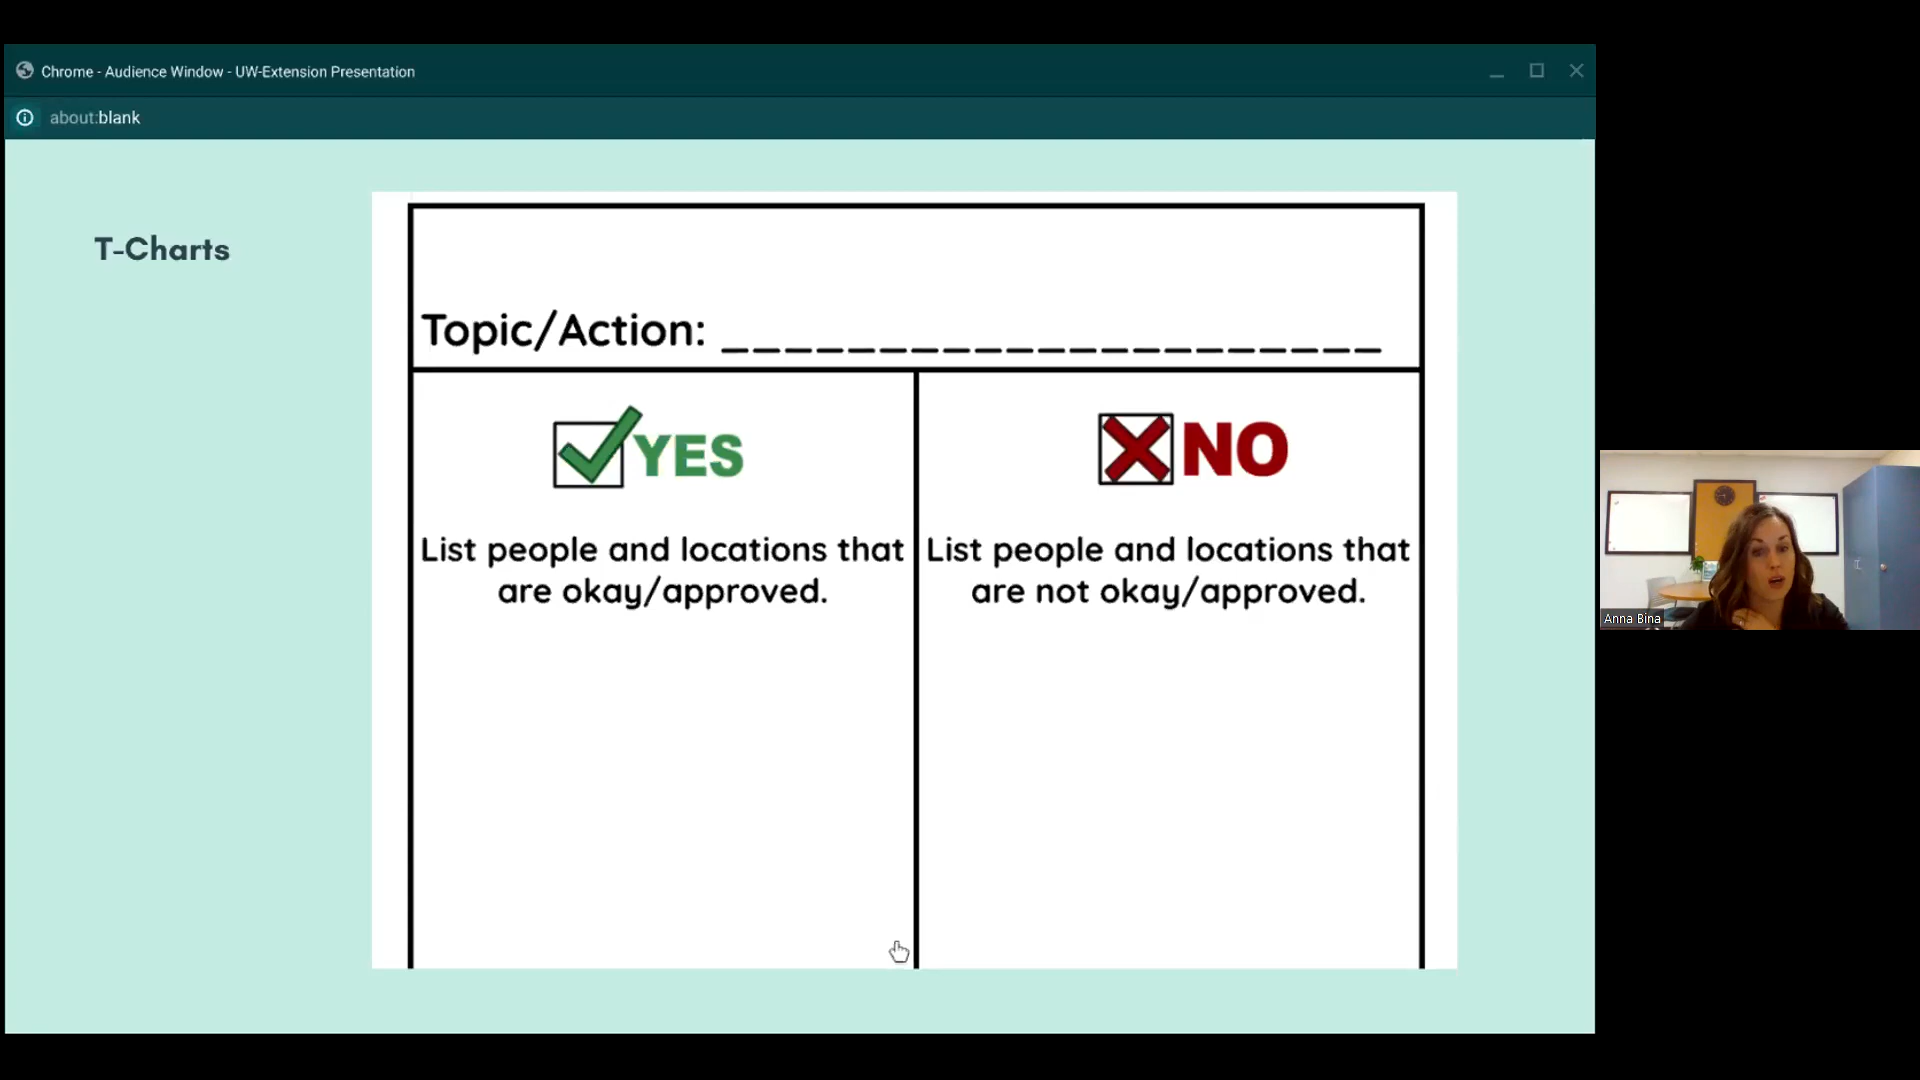 Chrome - Audience Window - UW-Extension Presentation
about:blank
T-Charts
Topic/Action: _____________________
YES
NO
List people and locations that
are okay/approved.
List people and locations that
are not okay/approved.
Anna Bina